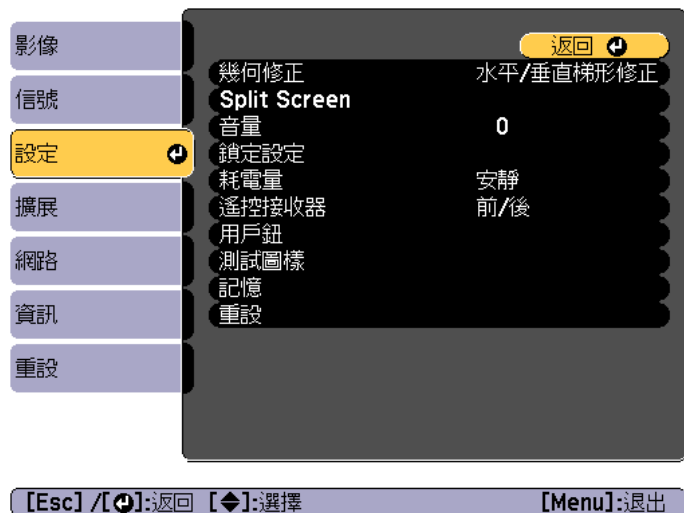 影像
信號
設定
擴展
網路
資訊
重設
返回
幾何修正 水平/垂直梯形修正
Split Screen
音量 0
鎖定設定
耗電量 安靜
遙控接收器 前/後
用戶鈕
測試圖樣
記憶
重設
[Esc] /[⏎]:返回 [◆]:選擇 [Menu]:退出